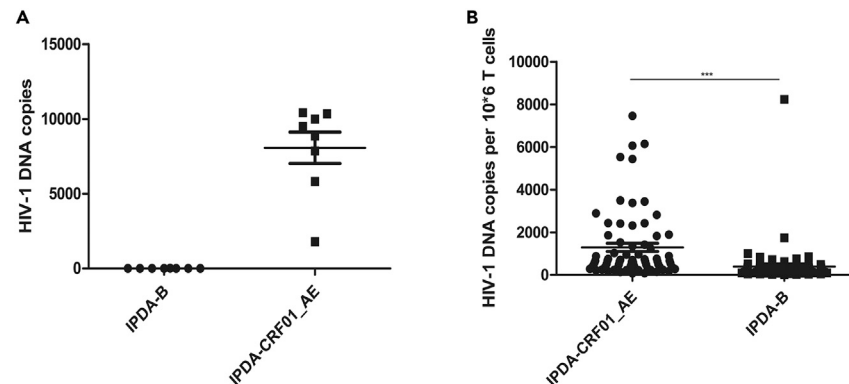 A
HIV-1 DNA copies
15000
10000
5000
0
IPDA-B
IPDA-CRF01_AE
B
HIV-1 DNA copies per 10*6 T cells
10000
8000
6000
4000
2000
0
***
IPDA-CRF01_AE
IPDA-B